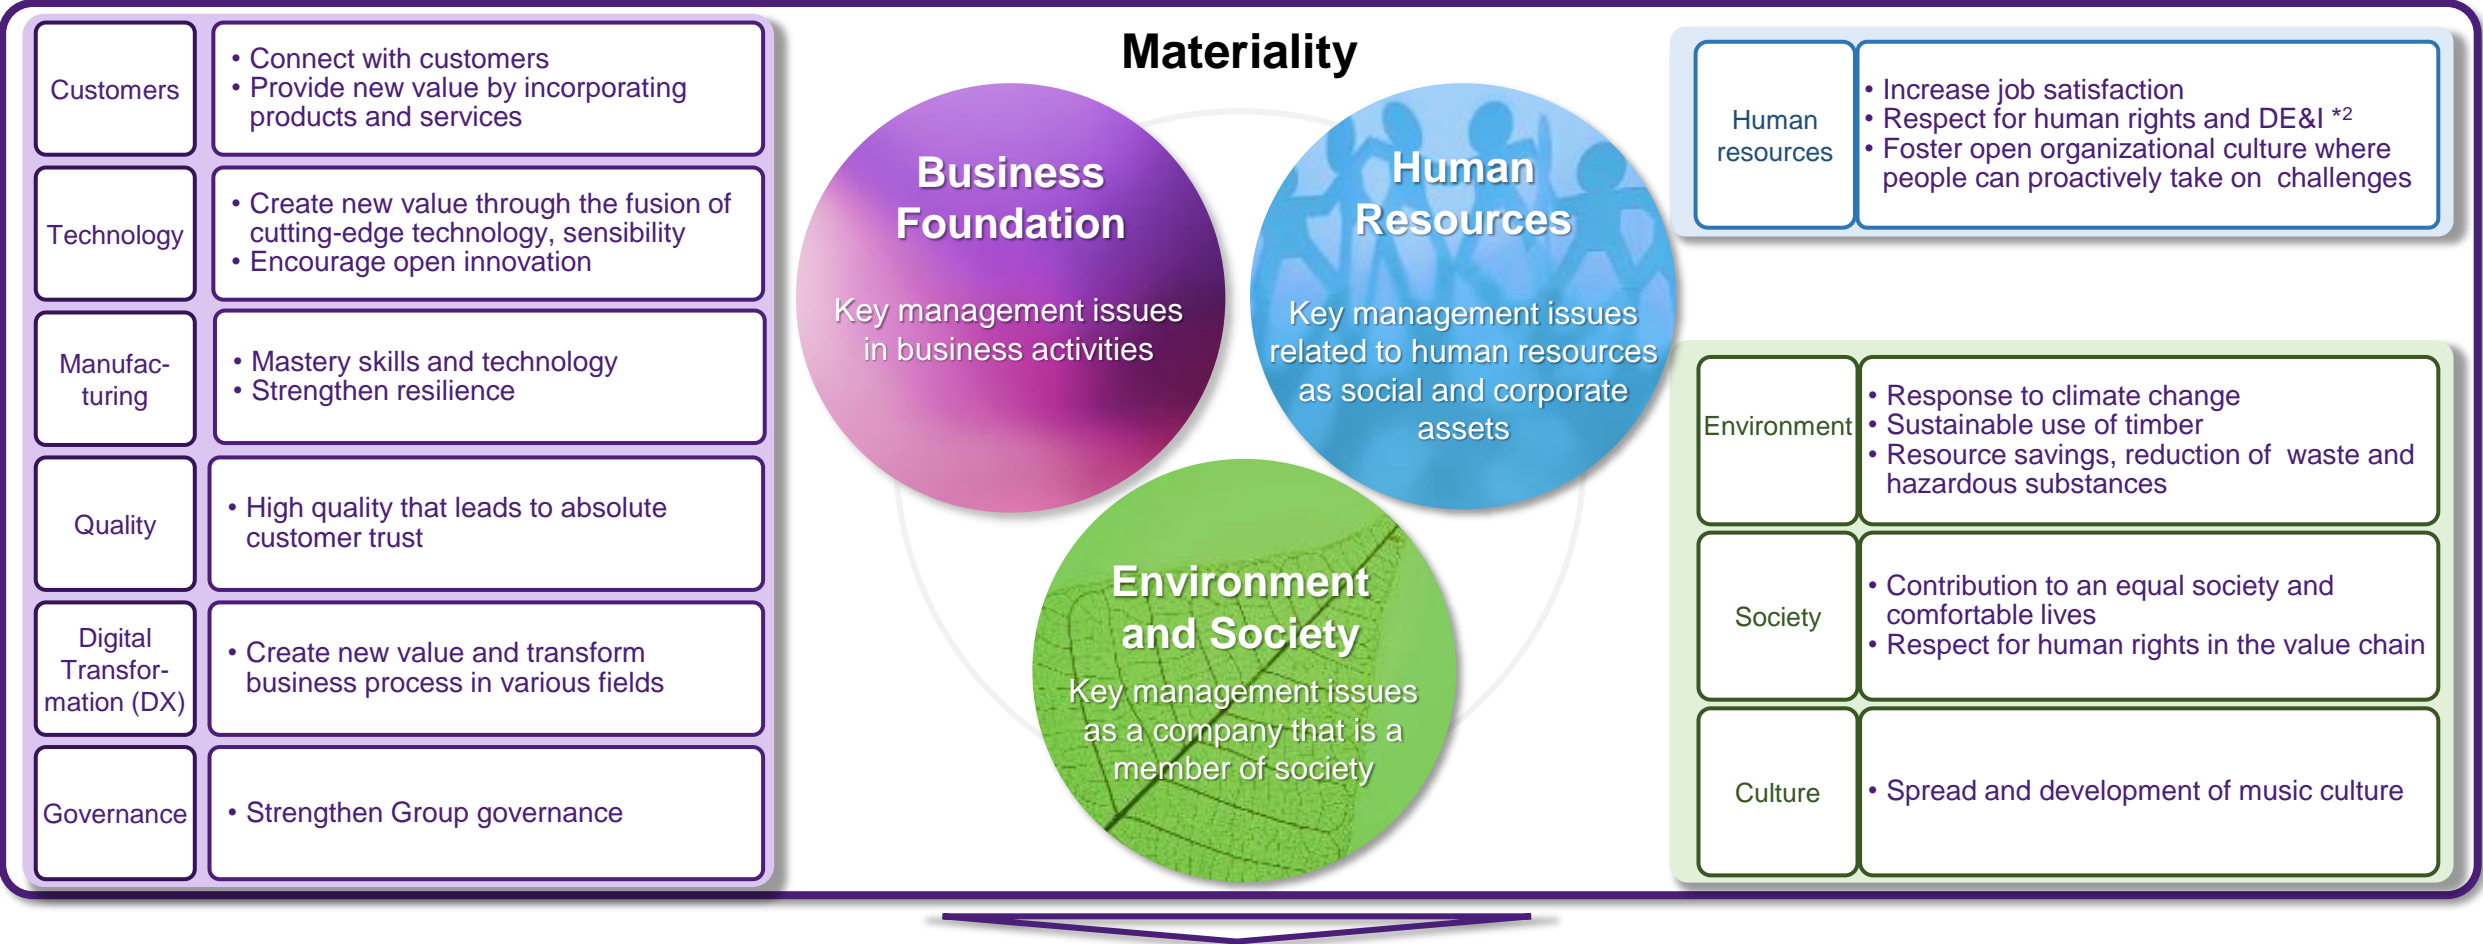 Materiality
Customers
• Connect with customers
• Provide new value by incorporating
products and services
Technology
• Create new value through the fusion of
cutting-edge technology, sensibility
• Encourage open innovation
Manufac-
turing
• Mastery skills and technology
• Strengthen resilience
Quality
• High quality that leads to absolute
customer trust
Digital
Transfor-
mation (DX)
• Create new value and transform
business process in various fields
Governance
• Strengthen Group governance
Business
Foundation
Key management issues
in business activities
Human
Resources
Key management issues
related to human resources
as social and corporate
assets
Environment
and Society
Key management issues
as a company that is a
member of society
Human
resources
• Increase job satisfaction
• Respect for human rights and DE&I *2
• Foster open organizational culture where
people can proactively take on challenges
Environment
• Response to climate change
• Sustainable use of timber
• Resource savings, reduction of waste and
hazardous substances
Society
• Contribution to an equal society and
comfortable lives
• Respect for human rights in the value chain
Culture
• Spread and development of music culture